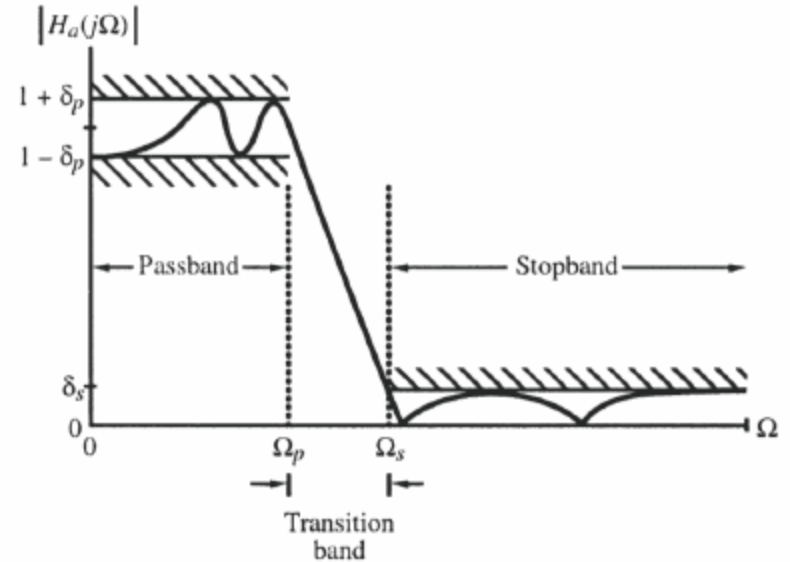 |Hₐ(jΩ)|
1 + δₚ
1 − δₚ
Passband
Stopband
δₛ
0
0
Ωₚ
Ωₛ
Ω
Transition
band